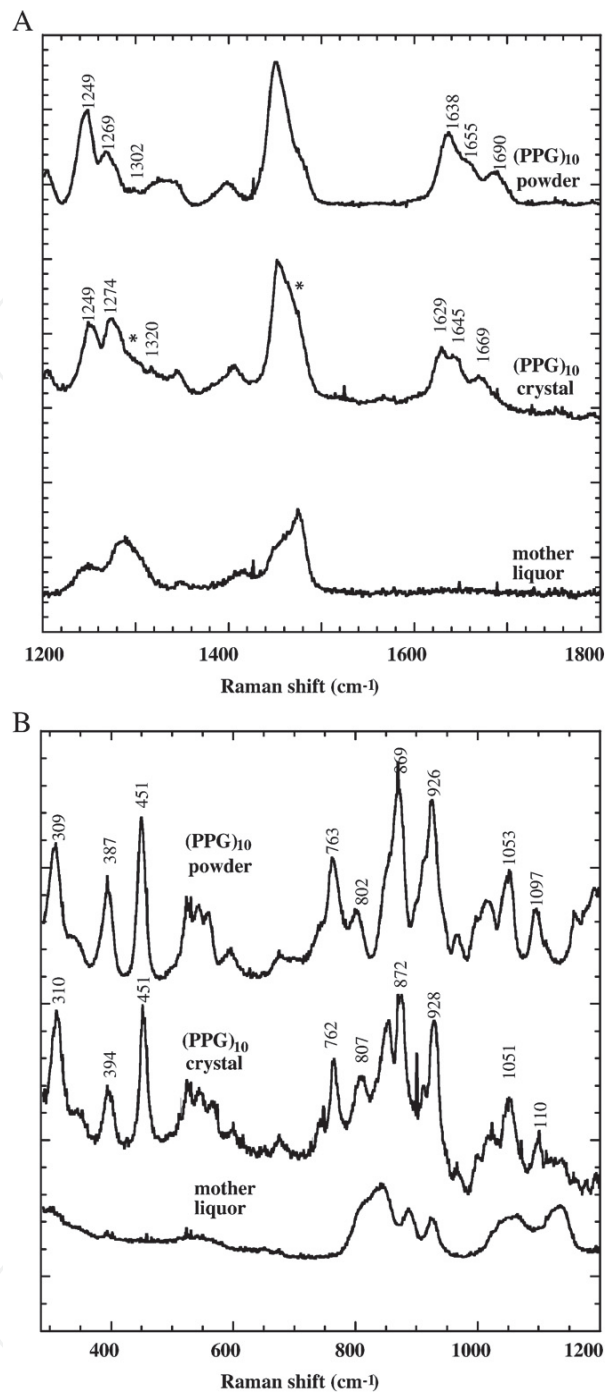 A
1249
1269
1302
1638
1655
1690
(PPG)10
powder
1249
1274
*
1320
*
1629
1645
1669
(PPG)10
crystal
mother
liquor
1200
1400
1600
1800
Raman shift (cm-1)
B
309
387
451
(PPG)10
powder
763
802
869
926
1053
1097
310
394
451
(PPG)10
crystal
762
807
872
928
1051
110
mother
liquor
400
600
800
1000
1200
Raman shift (cm-1)